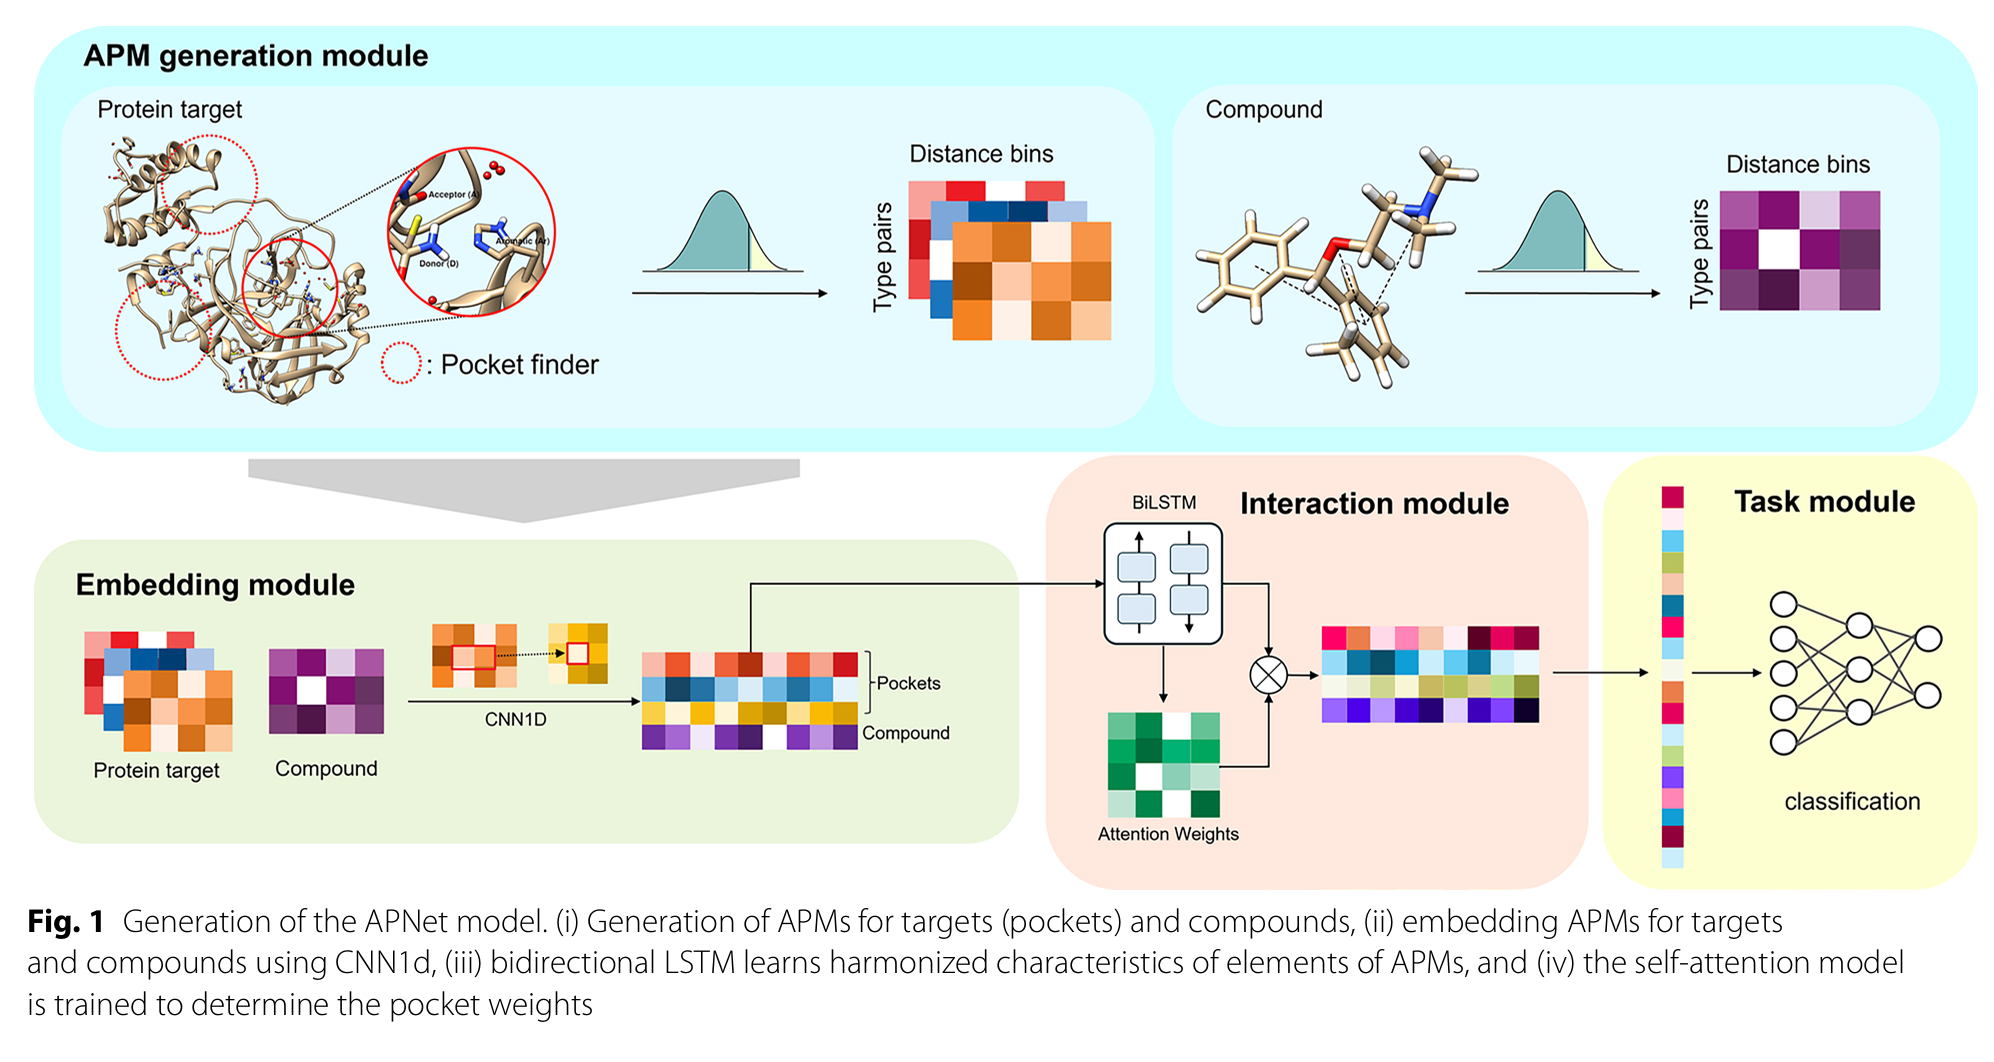 APM generation module
Protein target
Acceptor (A)
Donor (D)
Aromatic (Ar)
: Pocket finder
Distance bins
Type pairs
Compound
Distance bins
Type pairs
Embedding module
Protein target
Compound
CNN1D
Pockets
Compound
BiLSTM
Interaction module
Attention Weights
Task module
classification
Fig. 1 Generation of the APNet model. (i) Generation of APMs for targets (pockets) and compounds, (ii) embedding APMs for targets
and compounds using CNN1d, (iii) bidirectional LSTM learns harmonized characteristics of elements of APMs, and (iv) the self-attention model
is trained to determine the pocket weights